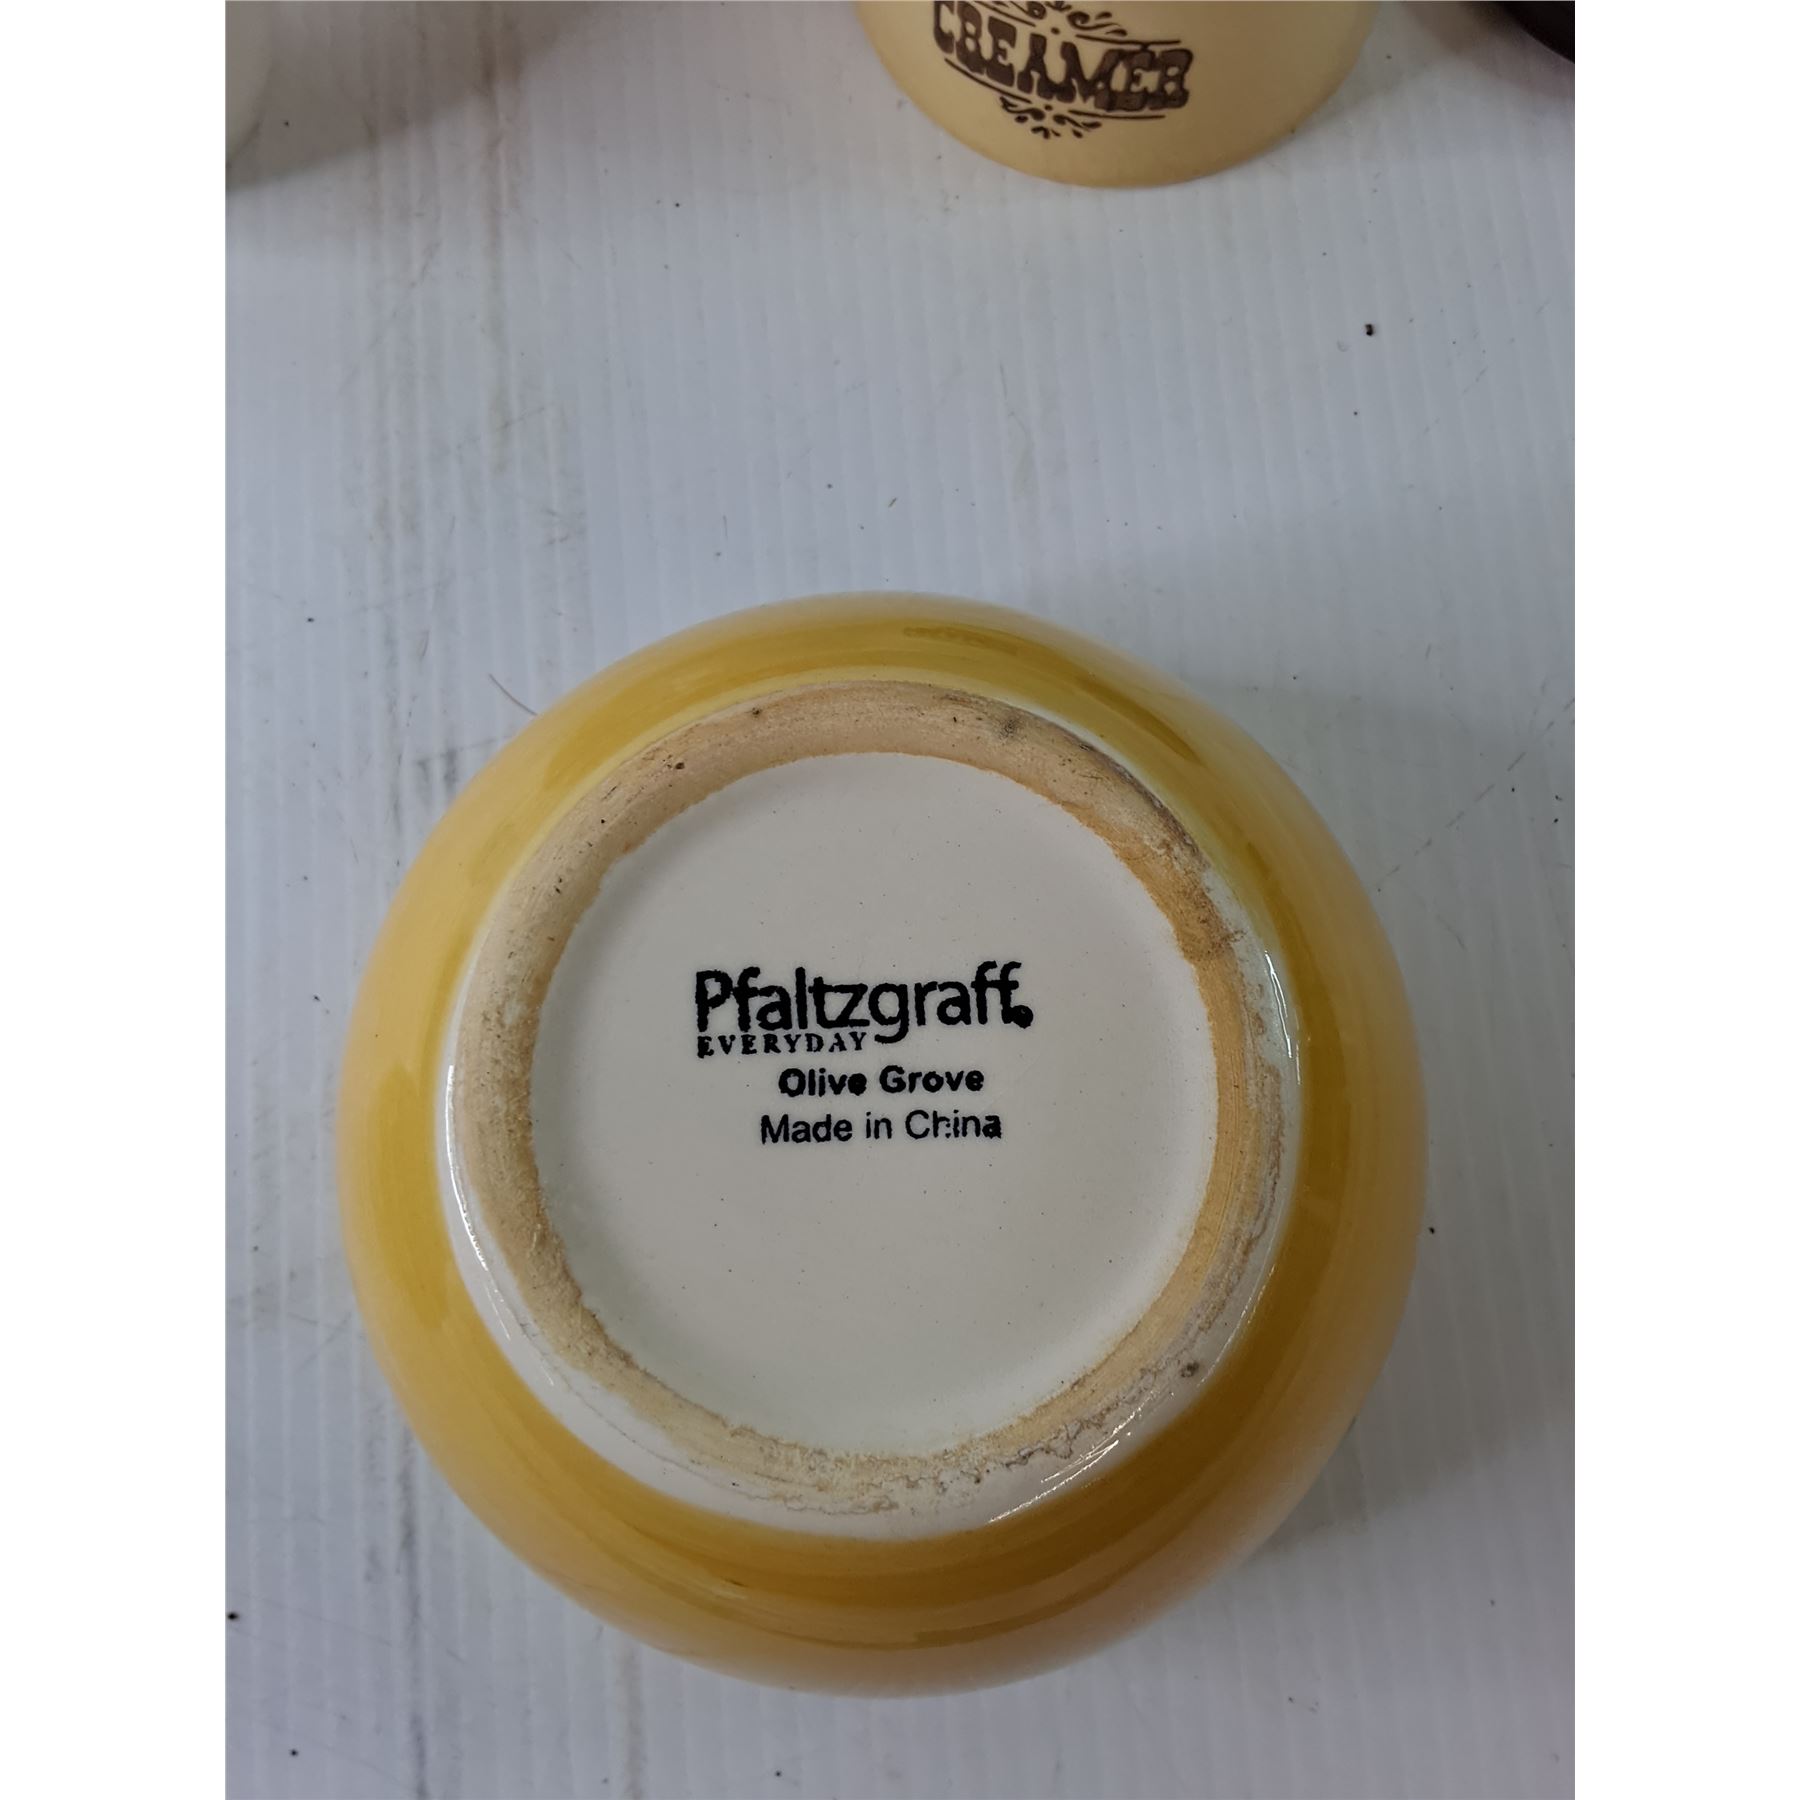 CREAMER
Pfaltzgraff
EVERYDAY
Olive Grove
Made in China